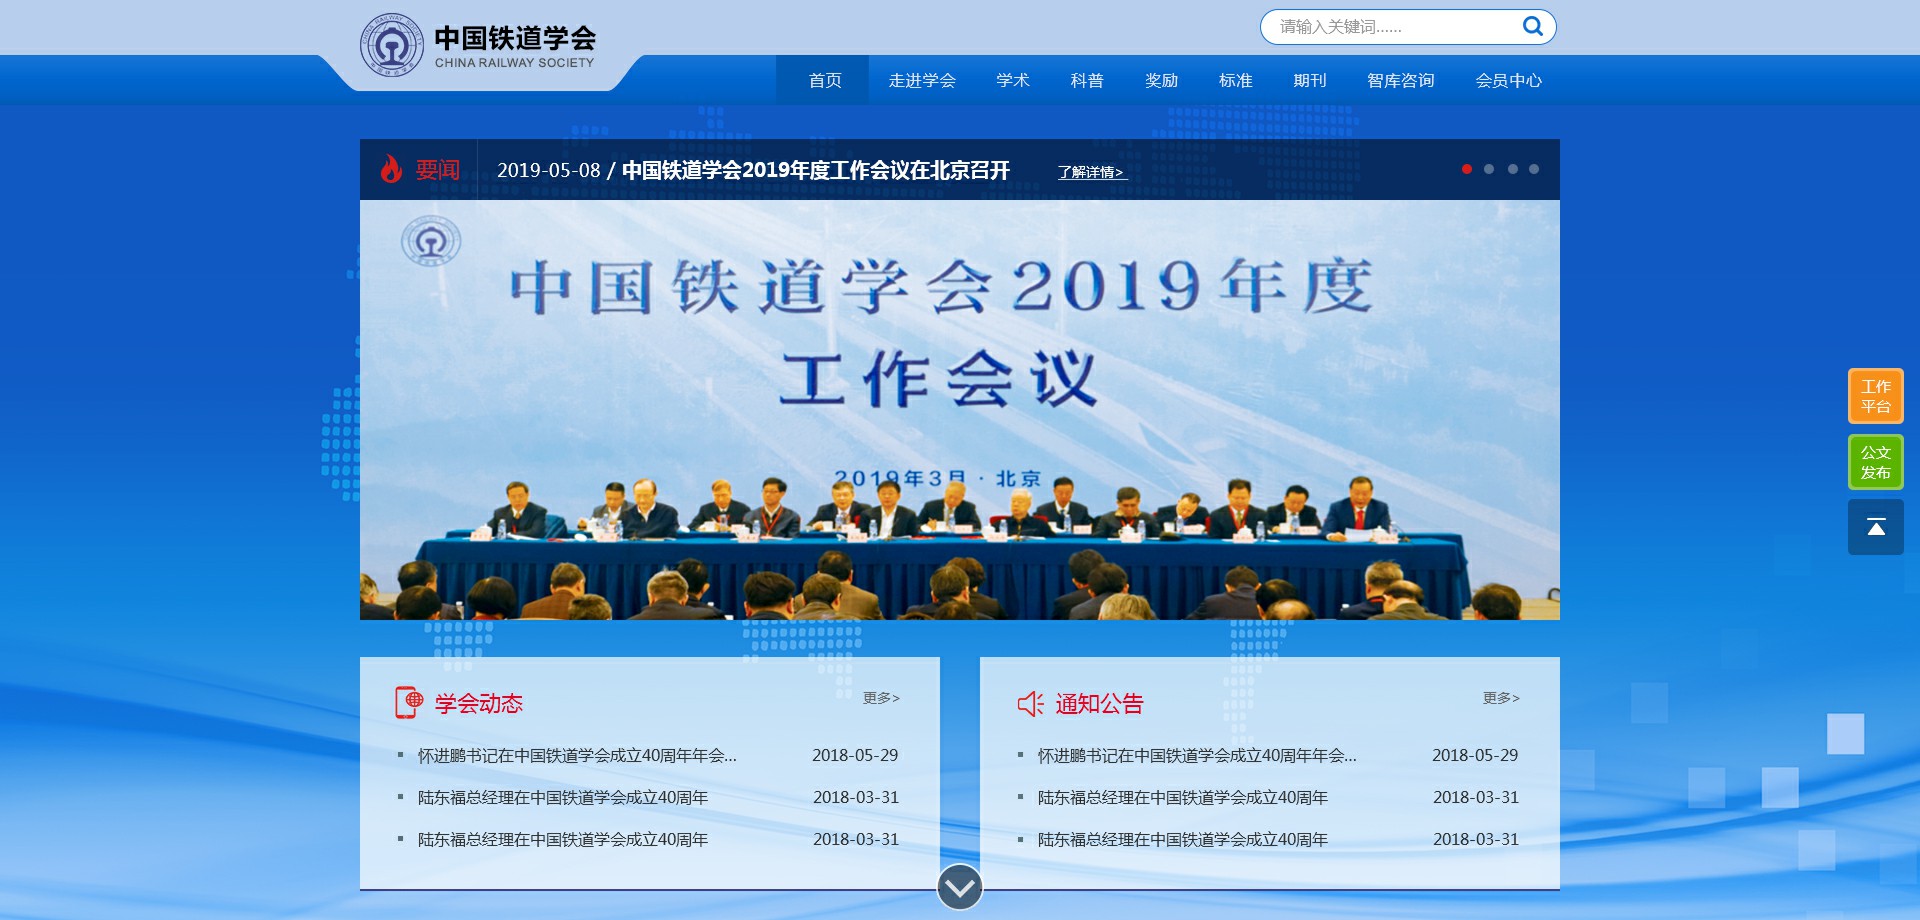 中国铁道学会
CHINA RAILWAY SOCIETY
请输入关键词......
首页 走进学会 学术 科普 奖励 标准 期刊 智库咨询 会员中心
要闻 2019-05-08 / 中国铁道学会2019年度工作会议在北京召开 了解详情>
中国铁道学会2019年度
工作会议
2019年3月·北京
工作
平台
公文
发布
学会动态 更多>
怀进鹏书记在中国铁道学会成立40周年年会... 2018-05-29
陆东福总经理在中国铁道学会成立40周年 2018-03-31
陆东福总经理在中国铁道学会成立40周年 2018-03-31
通知公告 更多>
怀进鹏书记在中国铁道学会成立40周年年会... 2018-05-29
陆东福总经理在中国铁道学会成立40周年 2018-03-31
陆东福总经理在中国铁道学会成立40周年 2018-03-31